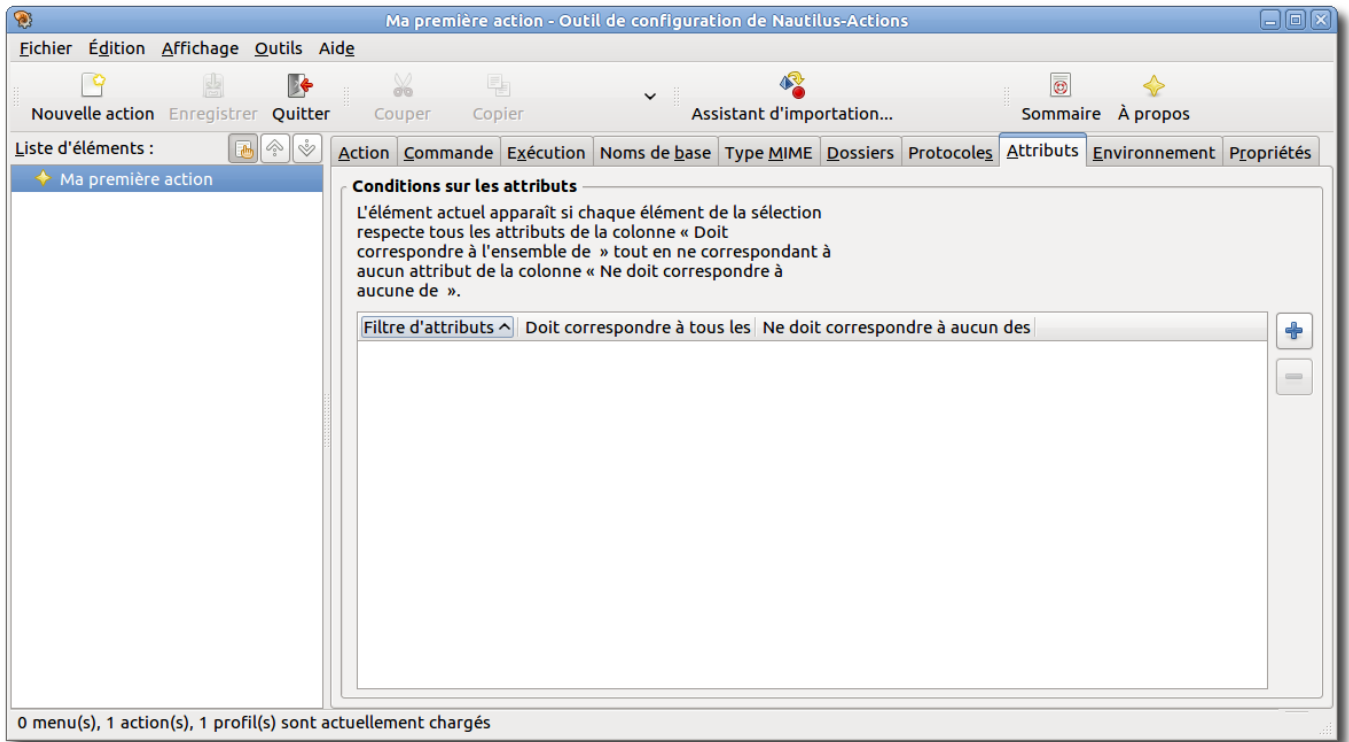 Ma première action - Outil de configuration de Nautilus-Actions
Fichier Édition Affichage Outils Aide
Nouvelle action Enregistrer Quitter Couper Copier Assistant d'importation... Sommaire À propos
Liste d'éléments :
Action Commande Exécution Noms de base Type MIME Dossiers Protocoles Attributs Environnement Propriétés
Ma première action
Conditions sur les attributs
L'élément actuel apparaît si chaque élément de la sélection
respecte tous les attributs de la colonne « Doit
correspondre à l'ensemble de  » tout en ne correspondant à
aucun attribut de la colonne « Ne doit correspondre à
aucune de  ».
Filtre d'attributs Doit correspondre à tous les Ne doit correspondre à aucun des
0 menu(s), 1 action(s), 1 profil(s) sont actuellement chargés